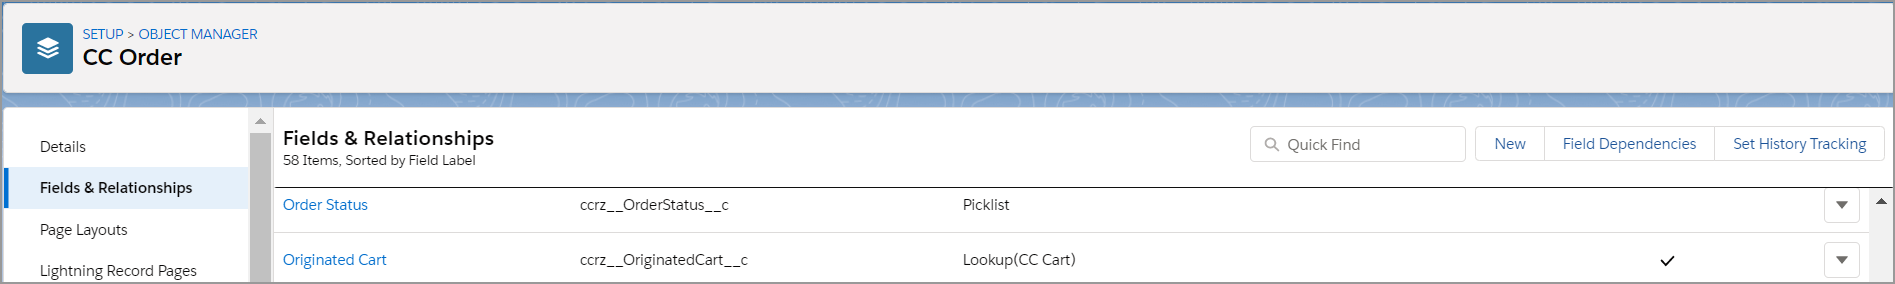 SETUP > OBJECT MANAGER
CC Order
Details
Fields & Relationships
Page Layouts
Lightning Record Pages
Fields & Relationships
58 Items, Sorted by Field Label
Quick Find
New
Field Dependencies
Set History Tracking
Order Status ccrz__OrderStatus__c Picklist
Originated Cart ccrz__OriginatedCart__c Lookup(CC Cart)